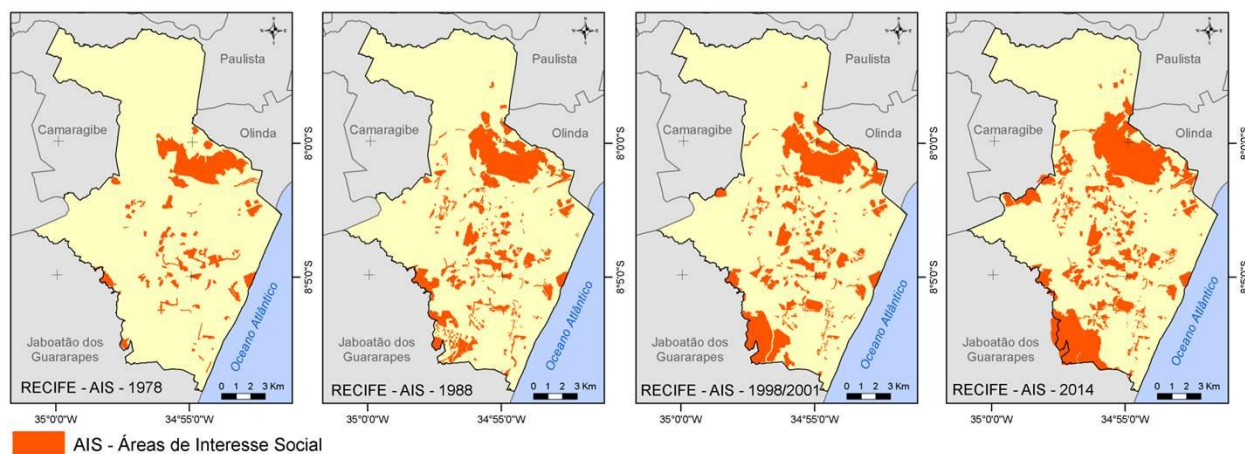 Paulista
Camaragibe
Olinda
Jaboatão dos
Guararapes
Oceano Atlântico
RECIFE - AIS - 1978
0 1 2 3 Km
35°0'0"W
34°55'0"W
Paulista
Camaragibe
Olinda
8°0'0"S
8°5'0"S
Jaboatão dos
Guararapes
Oceano Atlântico
RECIFE - AIS - 1988
0 1 2 3 Km
35°0'0"W
34°55'0"W
Paulista
Camaragibe
Olinda
8°0'0"S
8°5'0"S
Jaboatão dos
Guararapes
Oceano Atlântico
RECIFE - AIS - 1998/2001
0 1 2 3 Km
35°0'0"W
34°55'0"W
Paulista
Camaragibe
Olinda
8°0'0"S
8°5'0"S
Jaboatão dos
Guararapes
Oceano Atlântico
RECIFE - AIS - 2014
0 1 2 3 Km
35°0'0"W
34°55'0"W
8°0'0"S
8°5'0"S
AIS - Áreas de Interesse Social